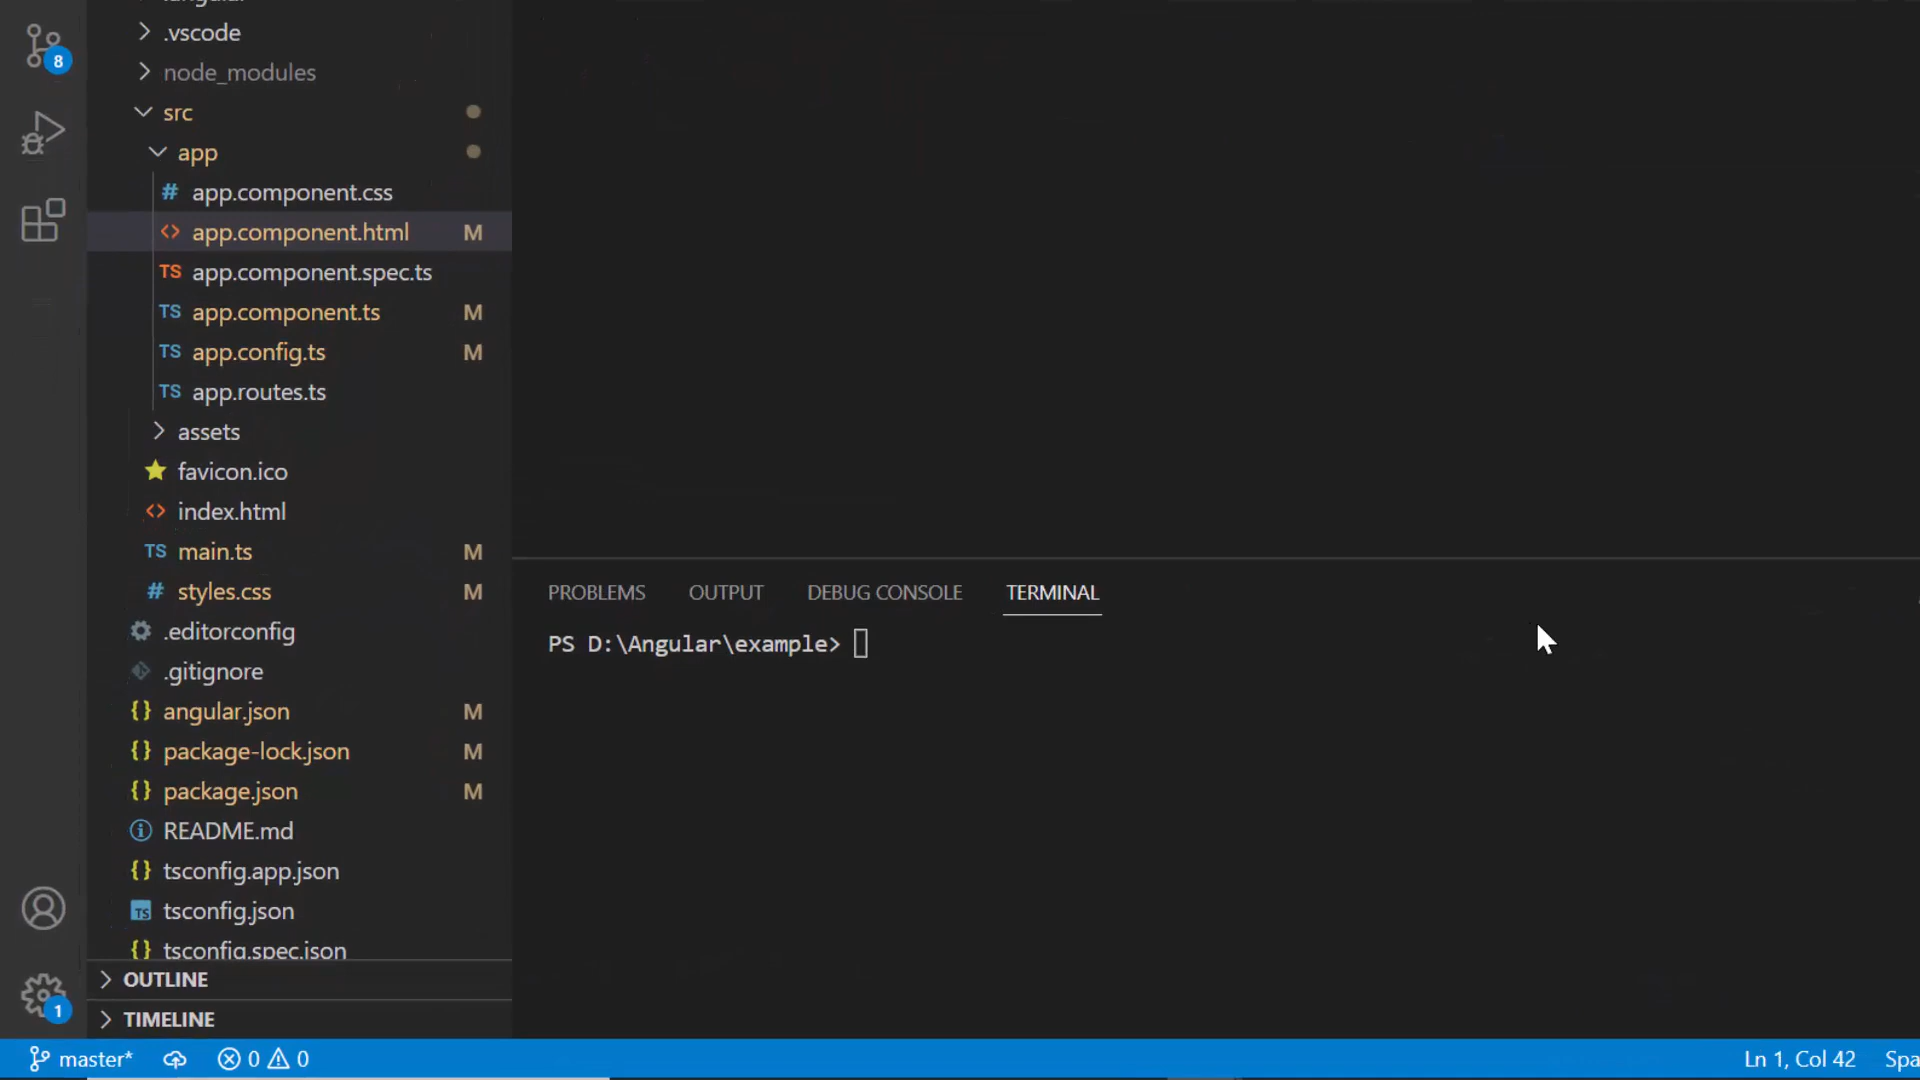 .vscode
node_modules
src
app
# app.component.css
<> app.component.html M
TS app.component.spec.ts
TS app.component.ts M
TS app.config.ts M
TS app.routes.ts
assets
favicon.ico
<> index.html
TS main.ts M
# styles.css M
.editorconfig
.gitignore
{} angular.json M
{} package-lock.json M
{} package.json M
README.md
{} tsconfig.app.json
TS tsconfig.json
{} tsconfig.spec.json
OUTLINE
TIMELINE
8
1
PROBLEMS OUTPUT DEBUG CONSOLE TERMINAL
PS D:\Angular\example>
master* 0 0 Ln 1, Col 42